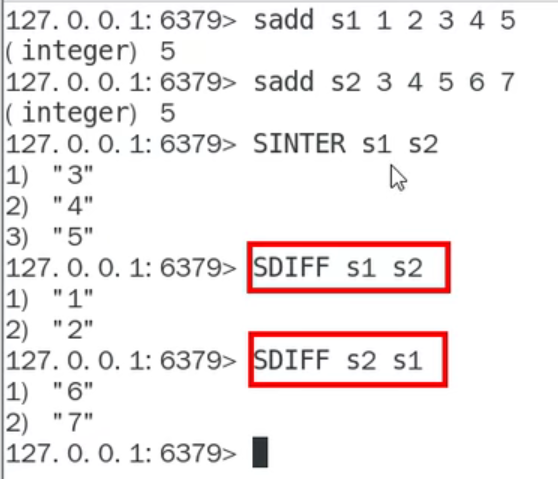 127.0.0.1:6379> sadd s1 1 2 3 4 5
(integer) 5
127.0.0.1:6379> sadd s2 3 4 5 6 7
(integer) 5
127.0.0.1:6379> SINTER s1 s2
1) "3"
2) "4"
3) "5"
127.0.0.1:6379> SDIFF s1 s2
1) "1"
2) "2"
127.0.0.1:6379> SDIFF s2 s1
1) "6"
2) "7"
127.0.0.1:6379>